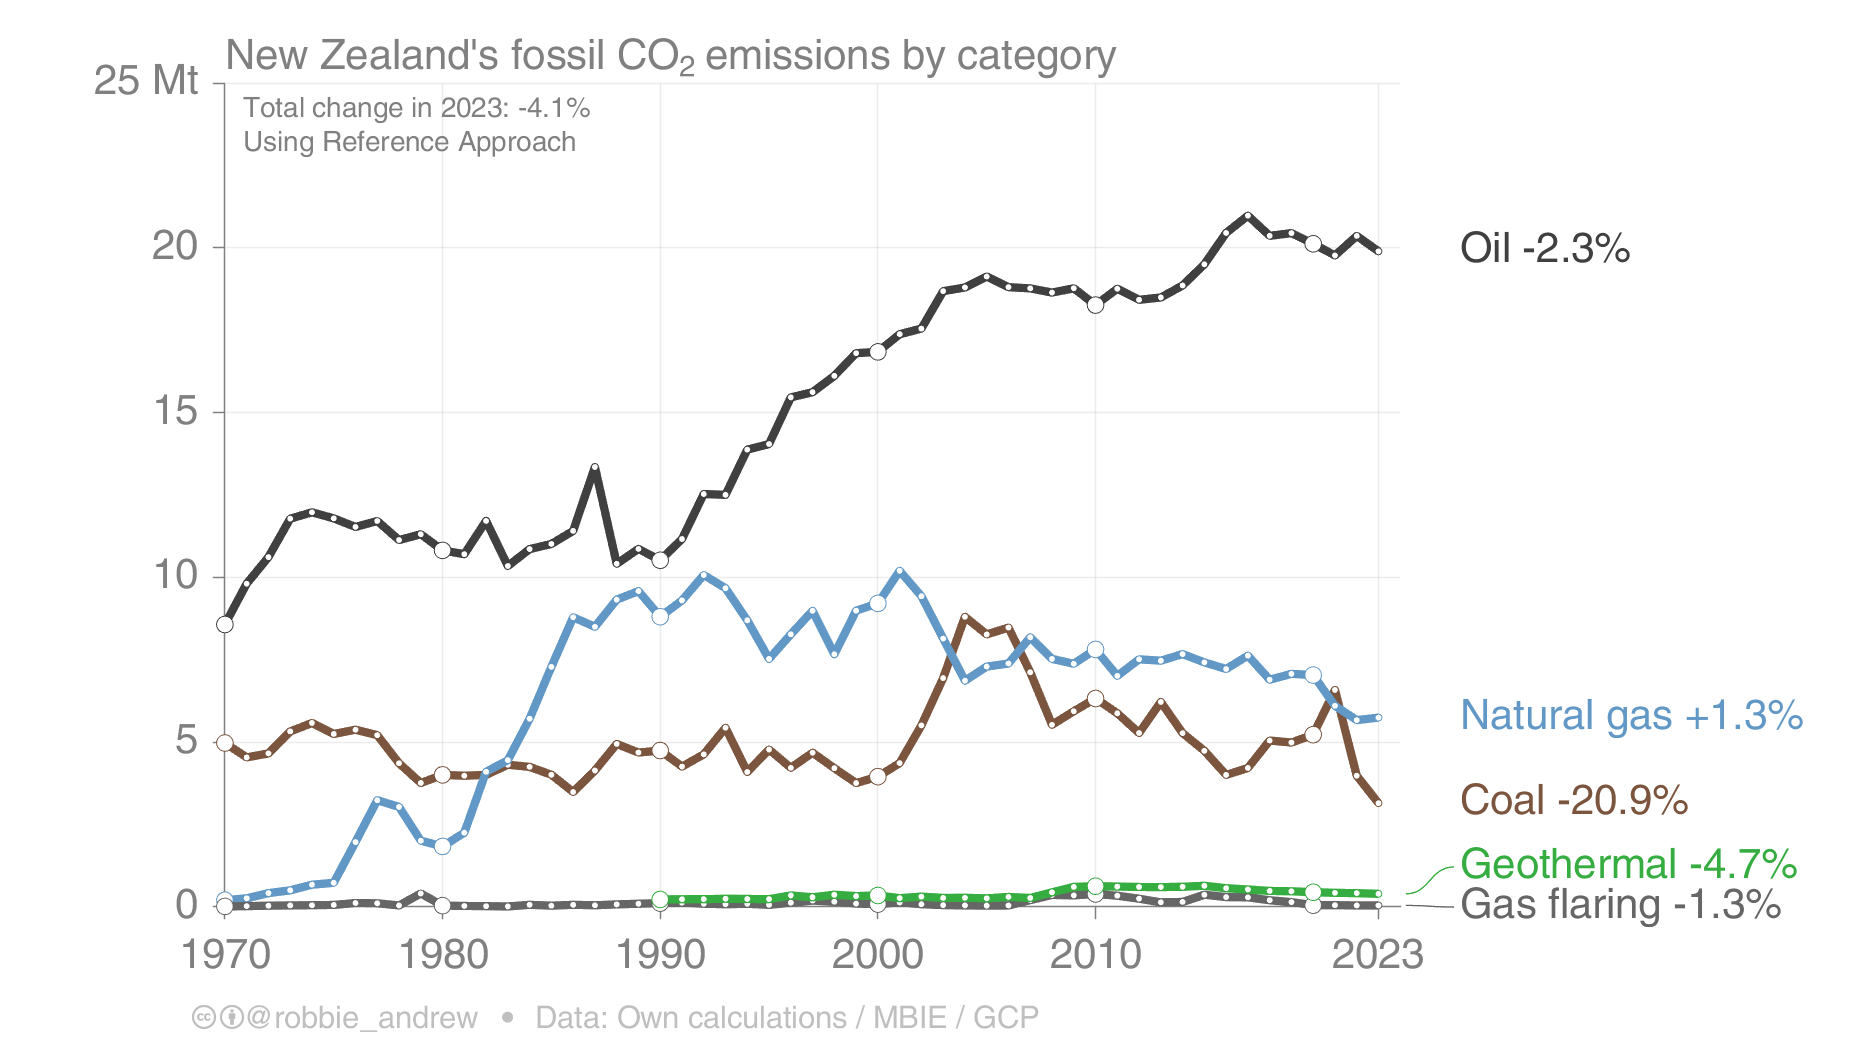 New Zealand's fossil CO₂ emissions by category
25 Mt
Total change in 2023: -4.1%
Using Reference Approach
20
Oil -2.3%
15
10
5
Natural gas +1.3%
Coal -20.9%
Geothermal -4.7%
0
Gas flaring -1.3%
1970 1980 1990 2000 2010 2023
cc @robbie_andrew • Data: Own calculations / MBIE / GCP